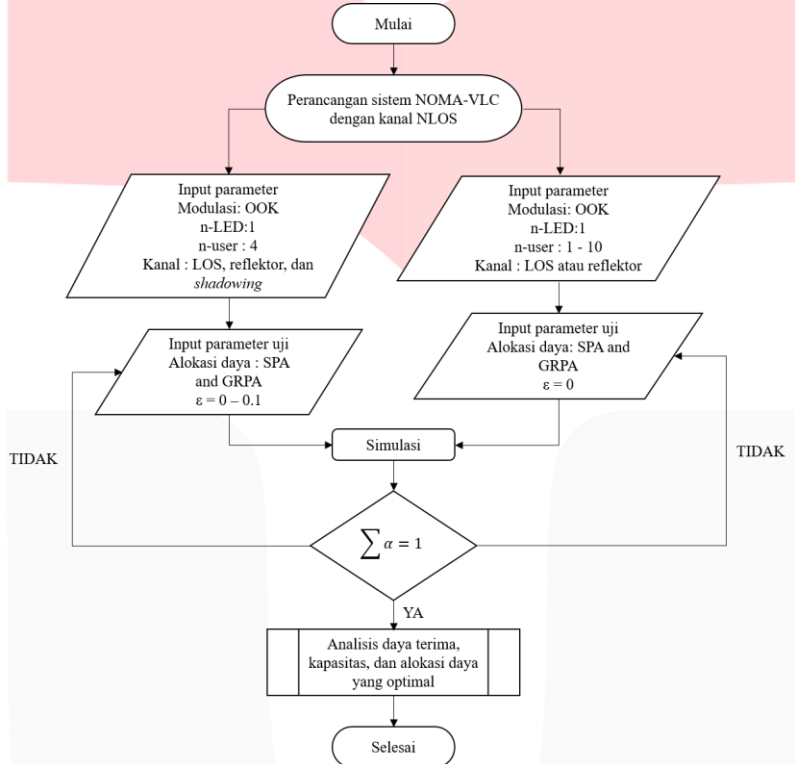 Mulai
Perancangan sistem NOMA-VLC
dengan kanal NLOS
Input parameter
Modulasi: OOK
n-LED:1
n-user : 4
Kanal : LOS, reflektor, dan
shadowing
Input parameter
Modulasi: OOK
n-LED:1
n-user : 1 - 10
Kanal : LOS atau reflektor
Input parameter uji
Alokasi daya : SPA
and GRPA
ε = 0 – 0.1
Input parameter uji
Alokasi daya: SPA and
GRPA
ε = 0
TIDAK
Simulasi
TIDAK
∑ α = 1
YA
Analisis daya terima,
kapasitas, dan alokasi daya
yang optimal
Selesai